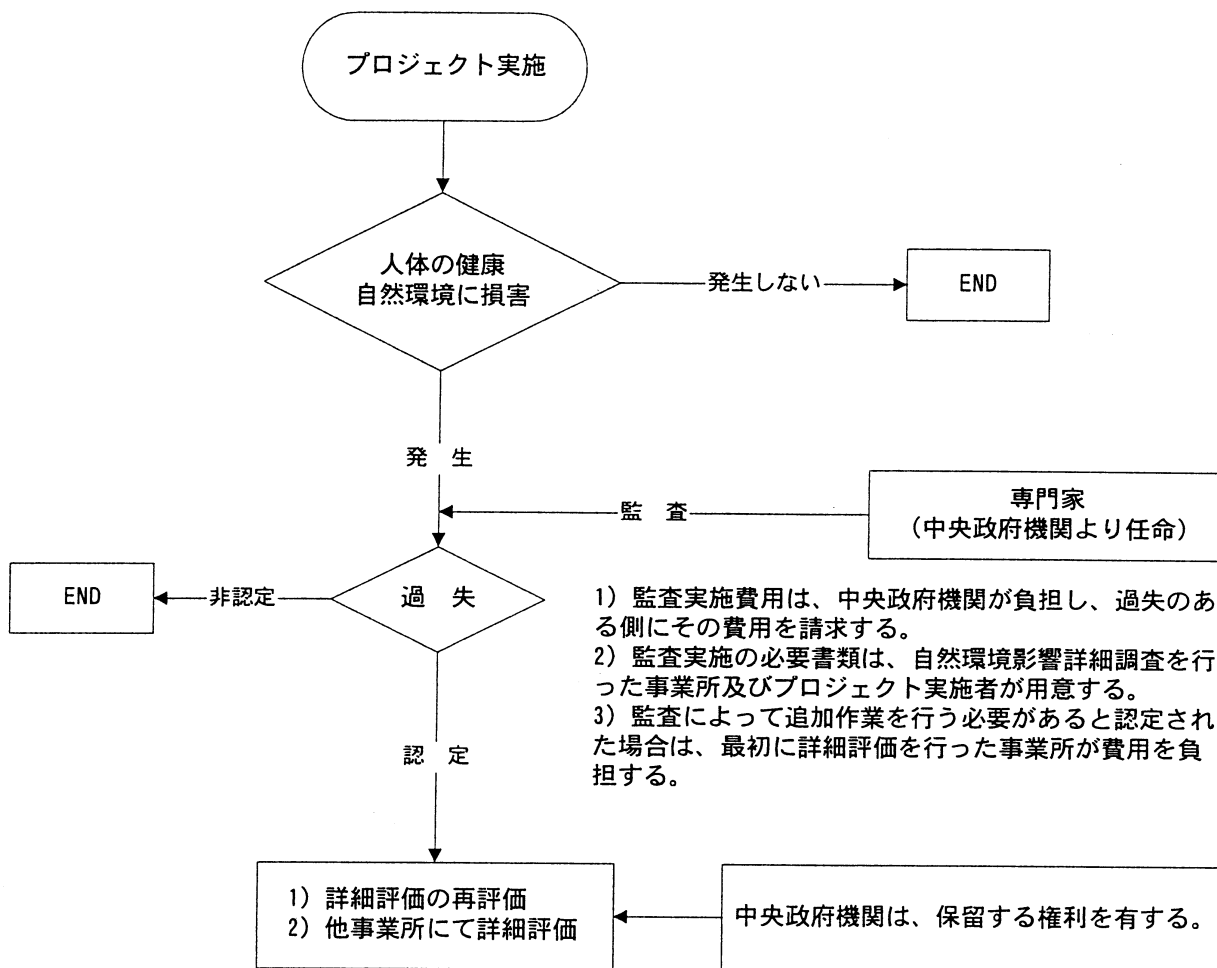 プロジェクト実施
人体の健康
自然環境に損害
発生しない
END
発 生
監 査
専門家
(中央政府機関より任命)
END
非認定
過 失
1) 監査実施費用は、中央政府機関が負担し、過失のあ
る側にその費用を請求する。
2) 監査実施の必要書類は、自然環境影響詳細調査を行
った事業所及びプロジェクト実施者が用意する。
3) 監査によって追加作業を行う必要があると認定され
た場合は、最初に詳細評価を行った事業所が費用を負
担する。
認 定
1) 詳細評価の再評価
2) 他事業所にて詳細評価
中央政府機関は、保留する権利を有する。